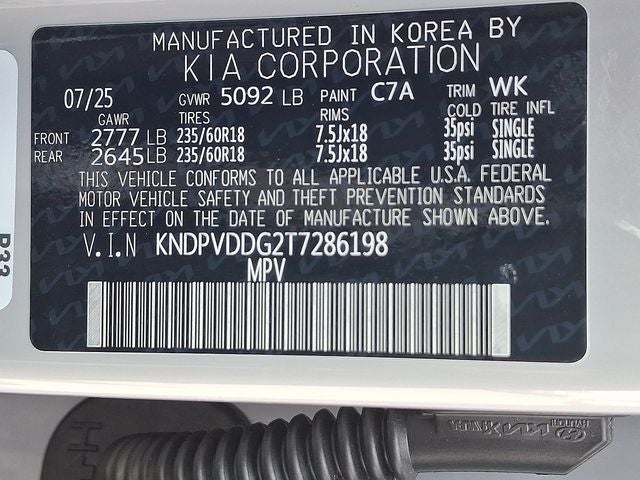 MANUFACTURED IN KOREA BY
KIA CORPORATION
07/25 GVWR 5092 LB PAINT C7A TRIM WK
GAWR TIRES RIMS COLD TIRE INFL
FRONT 2777 LB 235/60R18 7.5Jx18 35psi SINGLE
REAR 2645 LB 235/60R18 7.5Jx18 35psi SINGLE
THIS VEHICLE CONFORMS TO ALL APPLICABLE U.S.A. FEDERAL
MOTOR VEHICLE SAFETY AND THEFT PREVENTION STANDARDS
IN EFFECT ON THE DATE OF MANUFACTURE SHOWN ABOVE.
V.I.N KNDPVDDG2T7286198
MPV